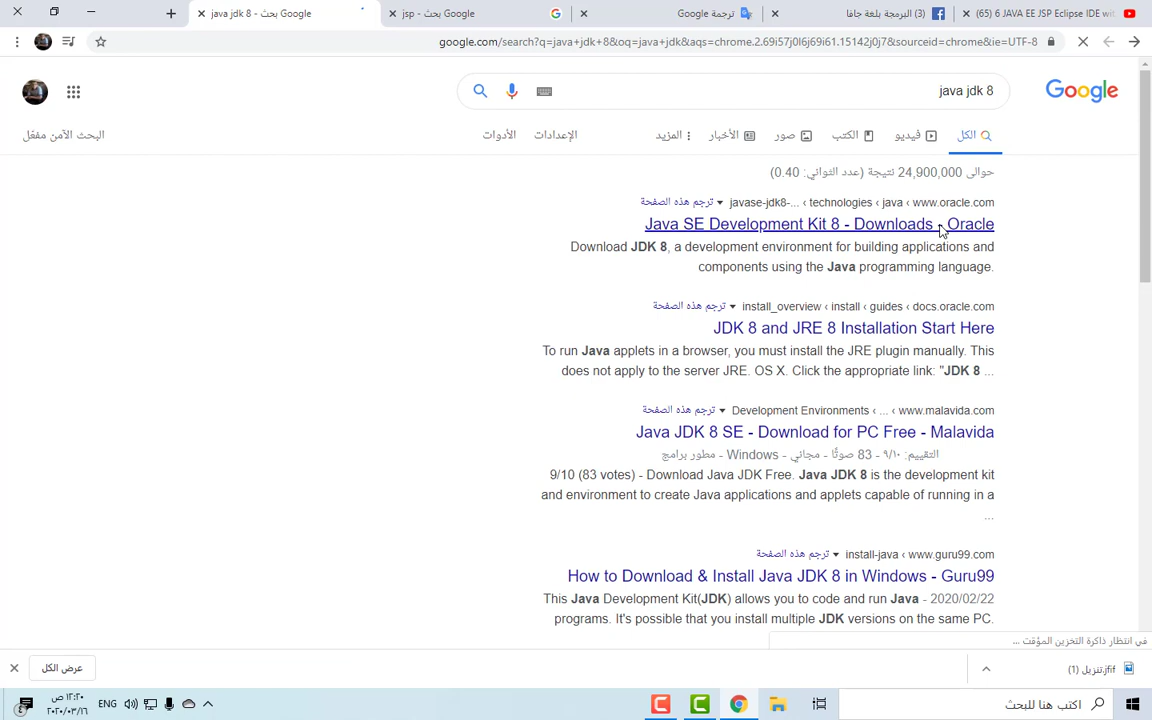 java jdk 8 - بحث Google
jsp - بحث Google
ترجمة Google
(3) البرمجة بلغة جافا
(65) 6 JAVA EE JSP Eclipse IDE wit
google.com/search?q=java+jdk+8&oq=java+jdk&aqs=chrome.2.69i57j0l6j69i61.15142j0j7&sourceid=chrome&ie=UTF-8
java jdk 8
Google
الكل
فيديو
الكتب
صور
الأخبار
المزيد
الإعدادات
الأدوات
البحث الآمن مفعّل
حوالى 24,900,000 نتيجة (عدد الثواني: 0.40)
www.oracle.com › java › technologies › javase-jdk8-... ترجم هذه الصفحة
Java SE Development Kit 8 - Downloads - Oracle
Download JDK 8, a development environment for building applications and
components using the Java programming language.
docs.oracle.com › guides › install › install_overview ترجم هذه الصفحة
JDK 8 and JRE 8 Installation Start Here
To run Java applets in a browser, you must install the JRE plugin manually. This
does not apply to the server JRE. OS X. Click the appropriate link: "JDK 8 ...
www.malavida.com › ... › Development Environments ترجم هذه الصفحة
Java JDK 8 SE - Download for PC Free - Malavida
التقييم: ٩/١٠ - 83 صوتًا - مجاني - Windows - مطور برامج
9/10 (83 votes) - Download Java JDK Free. Java JDK 8 is the development kit
and environment to create Java applications and applets capable of running in a
...
www.guru99.com › install-java ترجم هذه الصفحة
How to Download & Install Java JDK 8 in Windows - Guru99
2020/02/22 - This Java Development Kit(JDK) allows you to code and run Java
programs. It's possible that you install multiple JDK versions on the same PC.
في انتظار ذاكرة التخزين المؤقت ...
تنزيل (1).jfif
عرض الكل
اكتب هنا للبحث
ENG
١٢:٢٠ ص
٢٠٢٠/٠٣/١٦